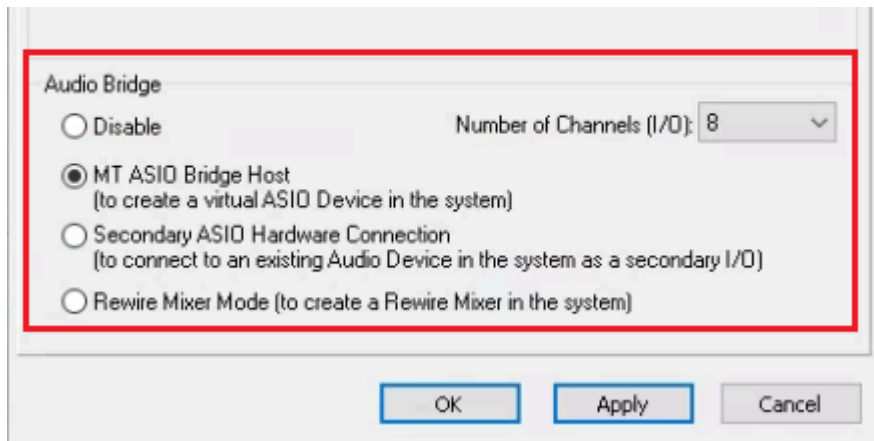 Audio Bridge
Disable
Number of Channels (I/O): 8
MT ASIO Bridge Host
(to create a virtual ASIO Device in the system)
Secondary ASIO Hardware Connection
(to connect to an existing Audio Device in the system as a secondary I/O)
Rewire Mixer Mode (to create a Rewire Mixer in the system)
OK
Apply
Cancel